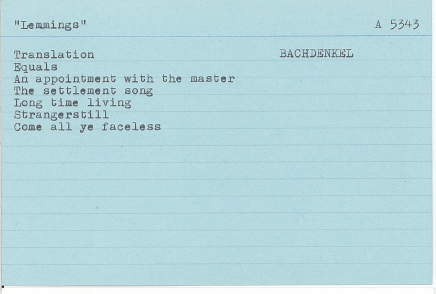 "Lemmings" A 5343
Translation BACHDENKEL
Equals
An appointment with the master
The settlement song
Long time living
Strangerstill
Come all ye faceless